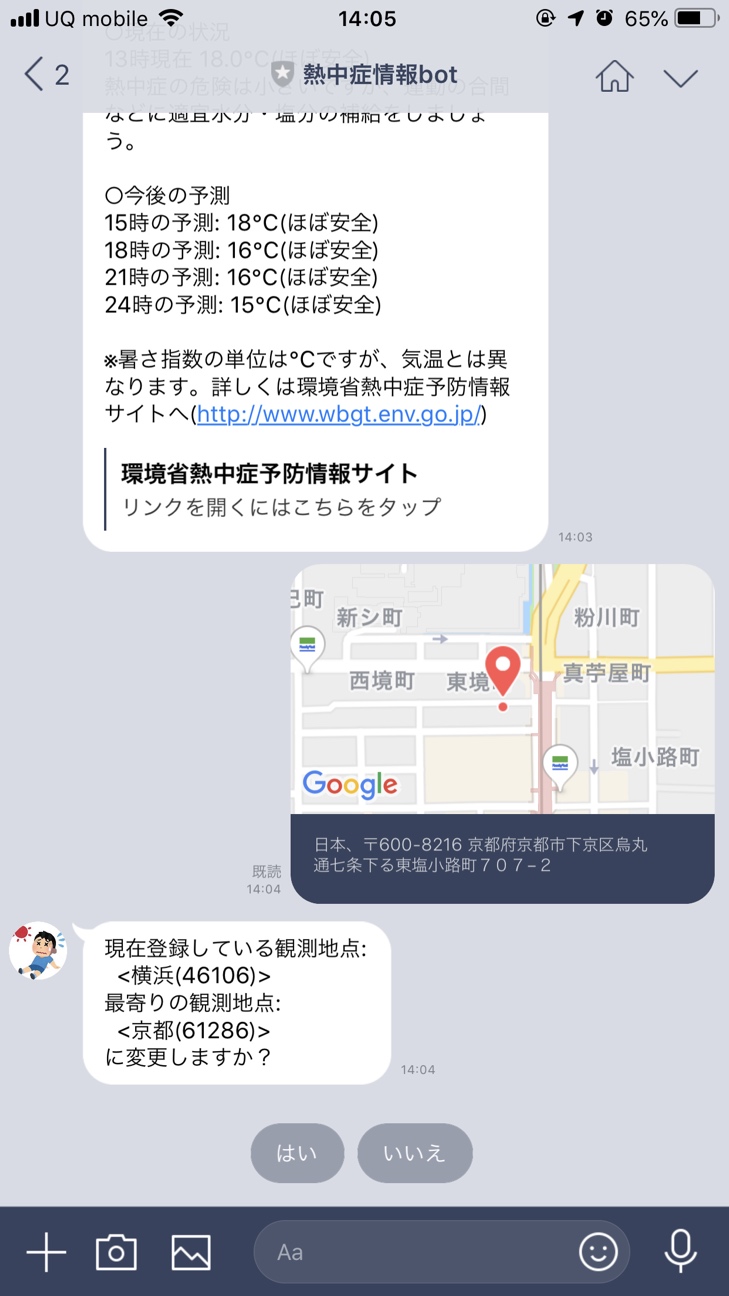 UQ mobile 14:05 65%
〇現在の状況
13時現在 18.0°C(ほぼ安全)
2 熱中症情報bot
熱中症の危険は小さいですが、運動の合間
などに適宜水分・塩分の補給をしましょ
う。
〇今後の予測
15時の予測: 18°C(ほぼ安全)
18時の予測: 16°C(ほぼ安全)
21時の予測: 16°C(ほぼ安全)
24時の予測: 15°C(ほぼ安全)
※暑さ指数の単位は°Cですが、気温とは異
なります。詳しくは環境省熱中症予防情報
サイトへ(http://www.wbgt.env.go.jp/)
環境省熱中症予防情報サイト
リンクを開くにはこちらをタップ
14:03
己町
新シ町
粉川町
西境町
東境
真苧屋町
塩小路町
Google
日本、〒600-8216 京都府京都市下京区烏丸
通七条下る東塩小路町７０７−２
既読
14:04
現在登録している観測地点:
<横浜(46106)>
最寄りの観測地点:
<京都(61286)>
に変更しますか？
14:04
はい いいえ
Aa